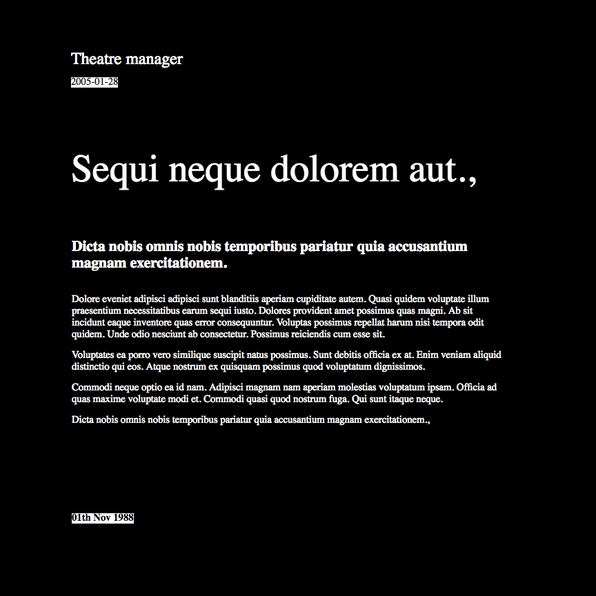 Theatre manager
2005-01-28
Sequi neque dolorem aut.,
Dicta nobis omnis nobis temporibus pariatur quia accusantium
magnam exercitationem.
Dolore eveniet adipisci adipisci sunt blanditiis aperiam cupiditate autem. Quasi quidem voluptate illum
praesentium necessitatibus earum sequi iusto. Dolores provident amet possimus quas magni. Ab sit
incidunt eaque inventore quas error consequuntur. Voluptas possimus repellat harum nisi tempora odit
quidem. Unde odio nesciunt ab consectetur. Possimus reiciendis cum esse sit.
Voluptates ea porro vero similique suscipit natus possimus. Sunt debitis officia ex at. Enim veniam aliquid
distinctio qui eos. Atque nostrum ex quisquam possimus quod voluptatum dignissimos.
Commodi neque optio ea id nam. Adipisci magnam nam aperiam molestias voluptatum ipsam. Officia ad
quas maxime voluptate modi et. Commodi quasi quod nostrum fuga. Qui sunt itaque neque.
Dicta nobis omnis nobis temporibus pariatur quia accusantium magnam exercitationem.,
01th Nov 1988